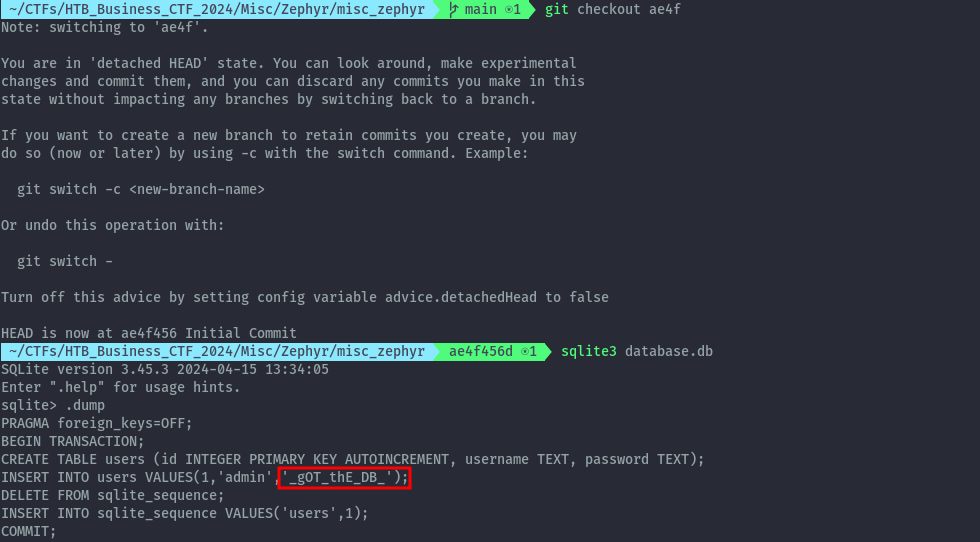 ~/CTFs/HTB_Business_CTF_2024/Misc/Zephyr/misc_zephyr main ⊙1 git checkout ae4f
Note: switching to 'ae4f'.
You are in 'detached HEAD' state. You can look around, make experimental
changes and commit them, and you can discard any commits you make in this
state without impacting any branches by switching back to a branch.
If you want to create a new branch to retain commits you create, you may
do so (now or later) by using -c with the switch command. Example:
git switch -c <new-branch-name>
Or undo this operation with:
git switch -
Turn off this advice by setting config variable advice.detachedHead to false
HEAD is now at ae4f456 Initial Commit
~/CTFs/HTB_Business_CTF_2024/Misc/Zephyr/misc_zephyr ae4f456d ⊙1 sqlite3 database.db
SQLite version 3.45.3 2024-04-15 13:34:05
Enter ".help" for usage hints.
sqlite> .dump
PRAGMA foreign_keys=OFF;
BEGIN TRANSACTION;
CREATE TABLE users (id INTEGER PRIMARY KEY AUTOINCREMENT, username TEXT, password TEXT);
INSERT INTO users VALUES(1,'admin','_gOT_thE_DB_');
DELETE FROM sqlite_sequence;
INSERT INTO sqlite_sequence VALUES('users',1);
COMMIT;